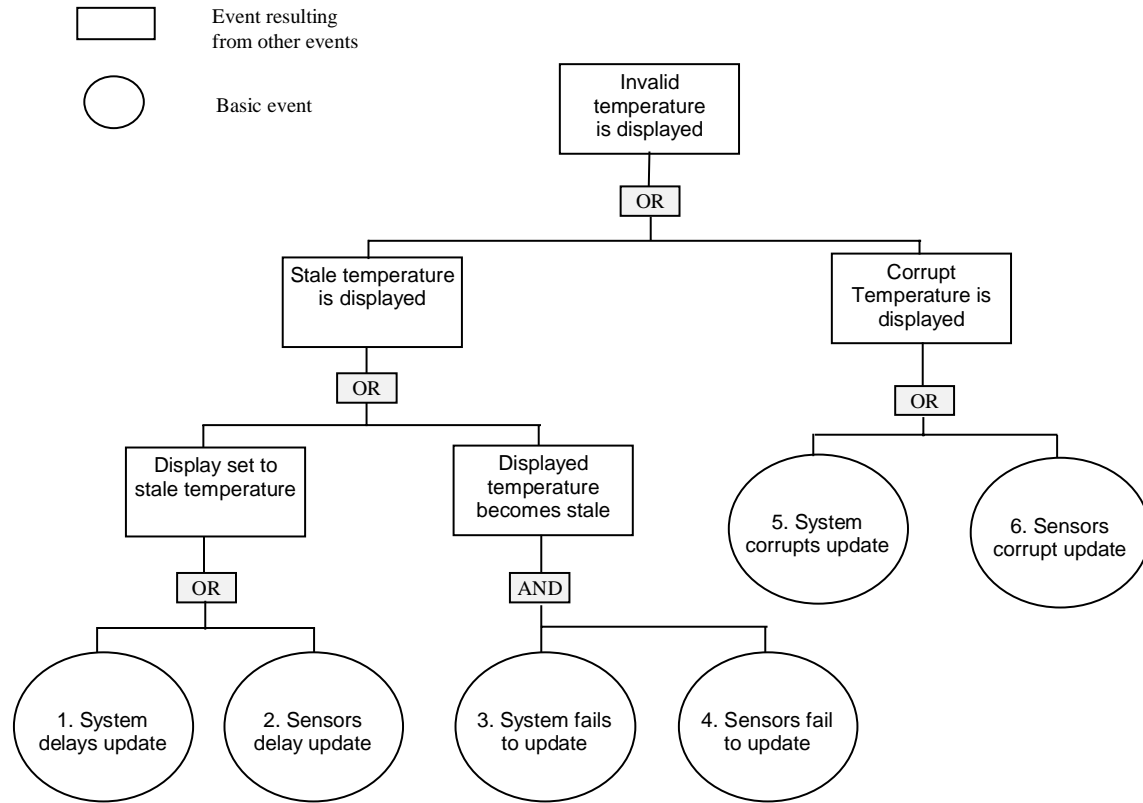 Event resulting
from other events
Basic event
Invalid
temperature
is displayed
OR
Stale temperature
is displayed
Corrupt
Temperature is
displayed
OR
OR
Display set to
stale temperature
Displayed
temperature
becomes stale
5. System
corrupts update
6. Sensors
corrupt update
OR
AND
1. System
delays update
2. Sensors
delay update
3. System fails
to update
4. Sensors fail
to update